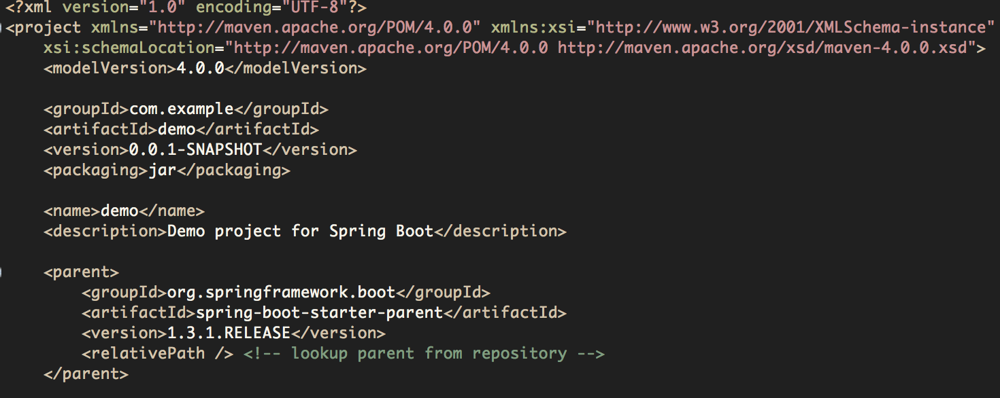 <?xml version="1.0" encoding="UTF-8"?>
<project xmlns="http://maven.apache.org/POM/4.0.0" xmlns:xsi="http://www.w3.org/2001/XMLSchema-instance"
    xsi:schemaLocation="http://maven.apache.org/POM/4.0.0 http://maven.apache.org/xsd/maven-4.0.0.xsd">
    <modelVersion>4.0.0</modelVersion>

    <groupId>com.example</groupId>
    <artifactId>demo</artifactId>
    <version>0.0.1-SNAPSHOT</version>
    <packaging>jar</packaging>

    <name>demo</name>
    <description>Demo project for Spring Boot</description>

    <parent>
        <groupId>org.springframework.boot</groupId>
        <artifactId>spring-boot-starter-parent</artifactId>
        <version>1.3.1.RELEASE</version>
        <relativePath /> <!-- lookup parent from repository -->
    </parent>